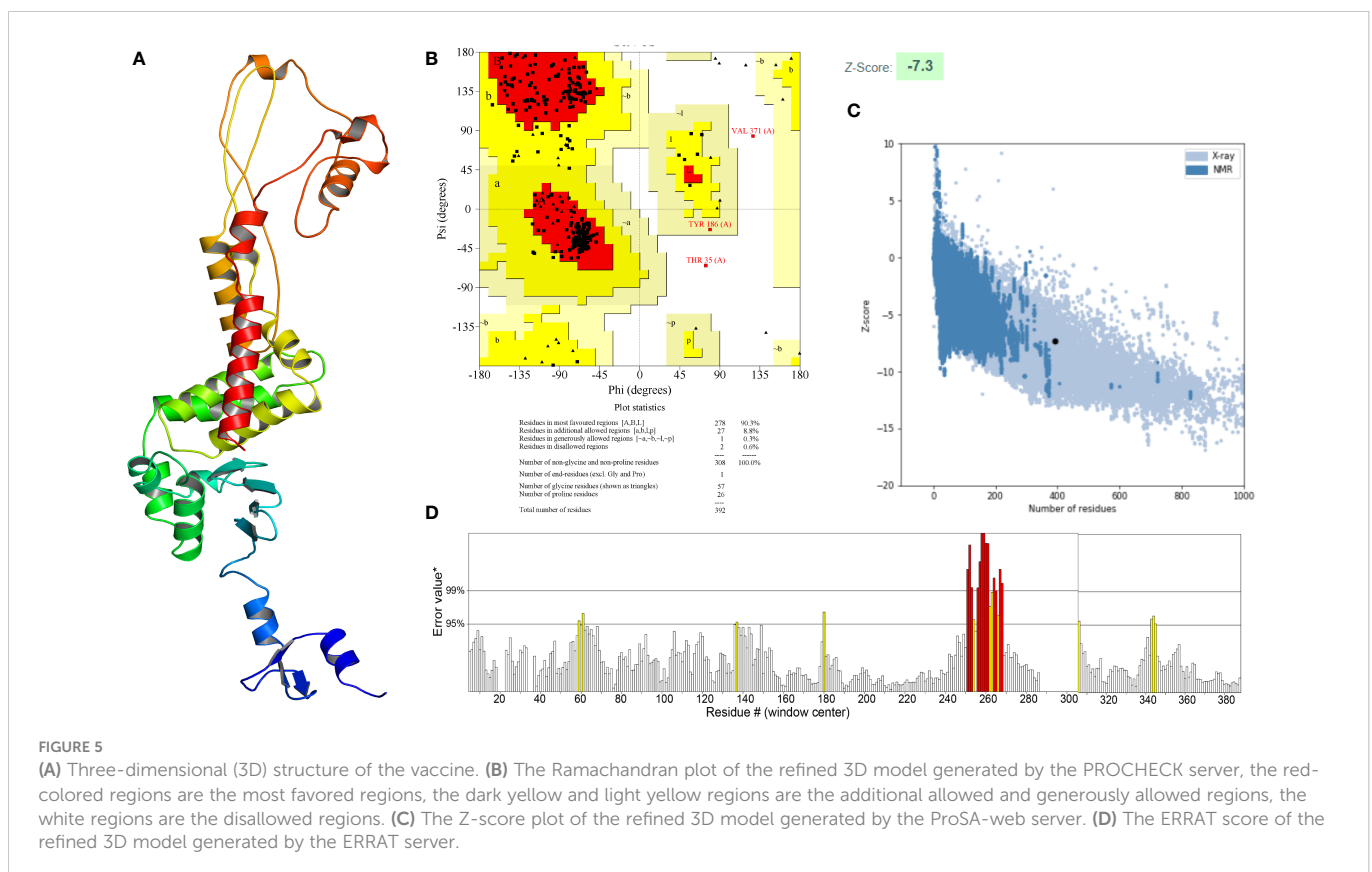 A
B
Z-Score: -7.3
C
180
135
90
45
0
-45
-90
-135
-180
Psi (degrees)
B
b
a
~b
~a
~l
l
L
~b
b
VAL 371 (A)
TYR 186 (A)
THR 35 (A)
~b
b
~p
p
~b
-180 -135 -90 -45 0 45 90 135 180
Phi (degrees)
Plot statistics
Residues in most favoured regions [A,B,L] 278 90.3%
Residues in additional allowed regions [a,b,l,p] 27 8.8%
Residues in generously allowed regions [~a,~b,~l,~p] 1 0.3%
Residues in disallowed regions 2 0.6%
---- ------
Number of non-glycine and non-proline residues 308 100.0%
Number of end-residues (excl. Gly and Pro) 1
Number of glycine residues (shown as triangles) 57
Number of proline residues 26
----
Total number of residues 392
X-ray
NMR
10
5
0
−5
−10
−15
−20
Z-score
0 200 400 600 800 1000
Number of residues
D
Error value*
99%
95%
20 40 60 80 100 120 140 160 180 200 220 240 260 280 300 320 340 360 380
Residue # (window center)
FIGURE 5
(A) Three-dimensional (3D) structure of the vaccine. (B) The Ramachandran plot of the refined 3D model generated by the PROCHECK server, the red-
colored regions are the most favored regions, the dark yellow and light yellow regions are the additional allowed and generously allowed regions, the
white regions are the disallowed regions. (C) The Z-score plot of the refined 3D model generated by the ProSA-web server. (D) The ERRAT score of the
refined 3D model generated by the ERRAT server.